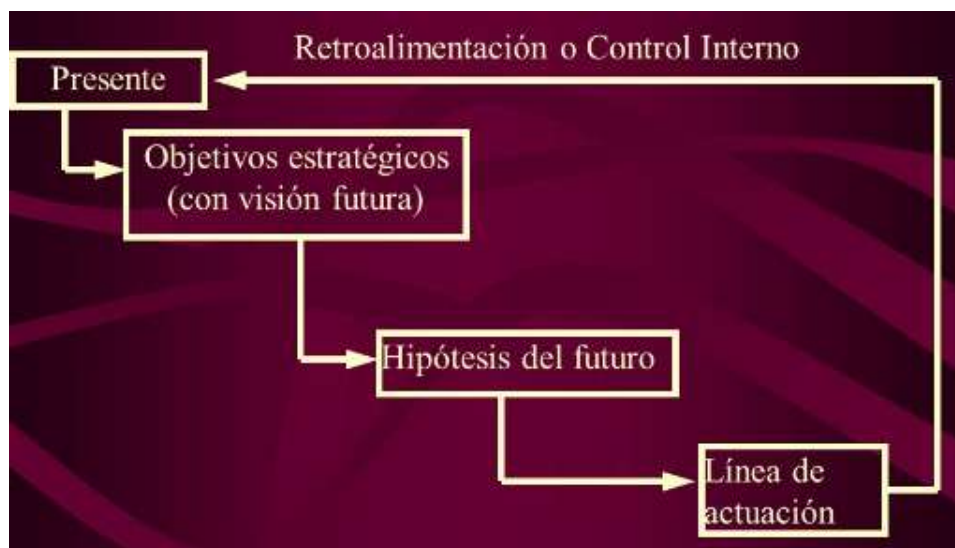 Retroalimentación o Control Interno
Presente
Objetivos estratégicos
(con visión futura)
Hipótesis del futuro
Línea de
actuación